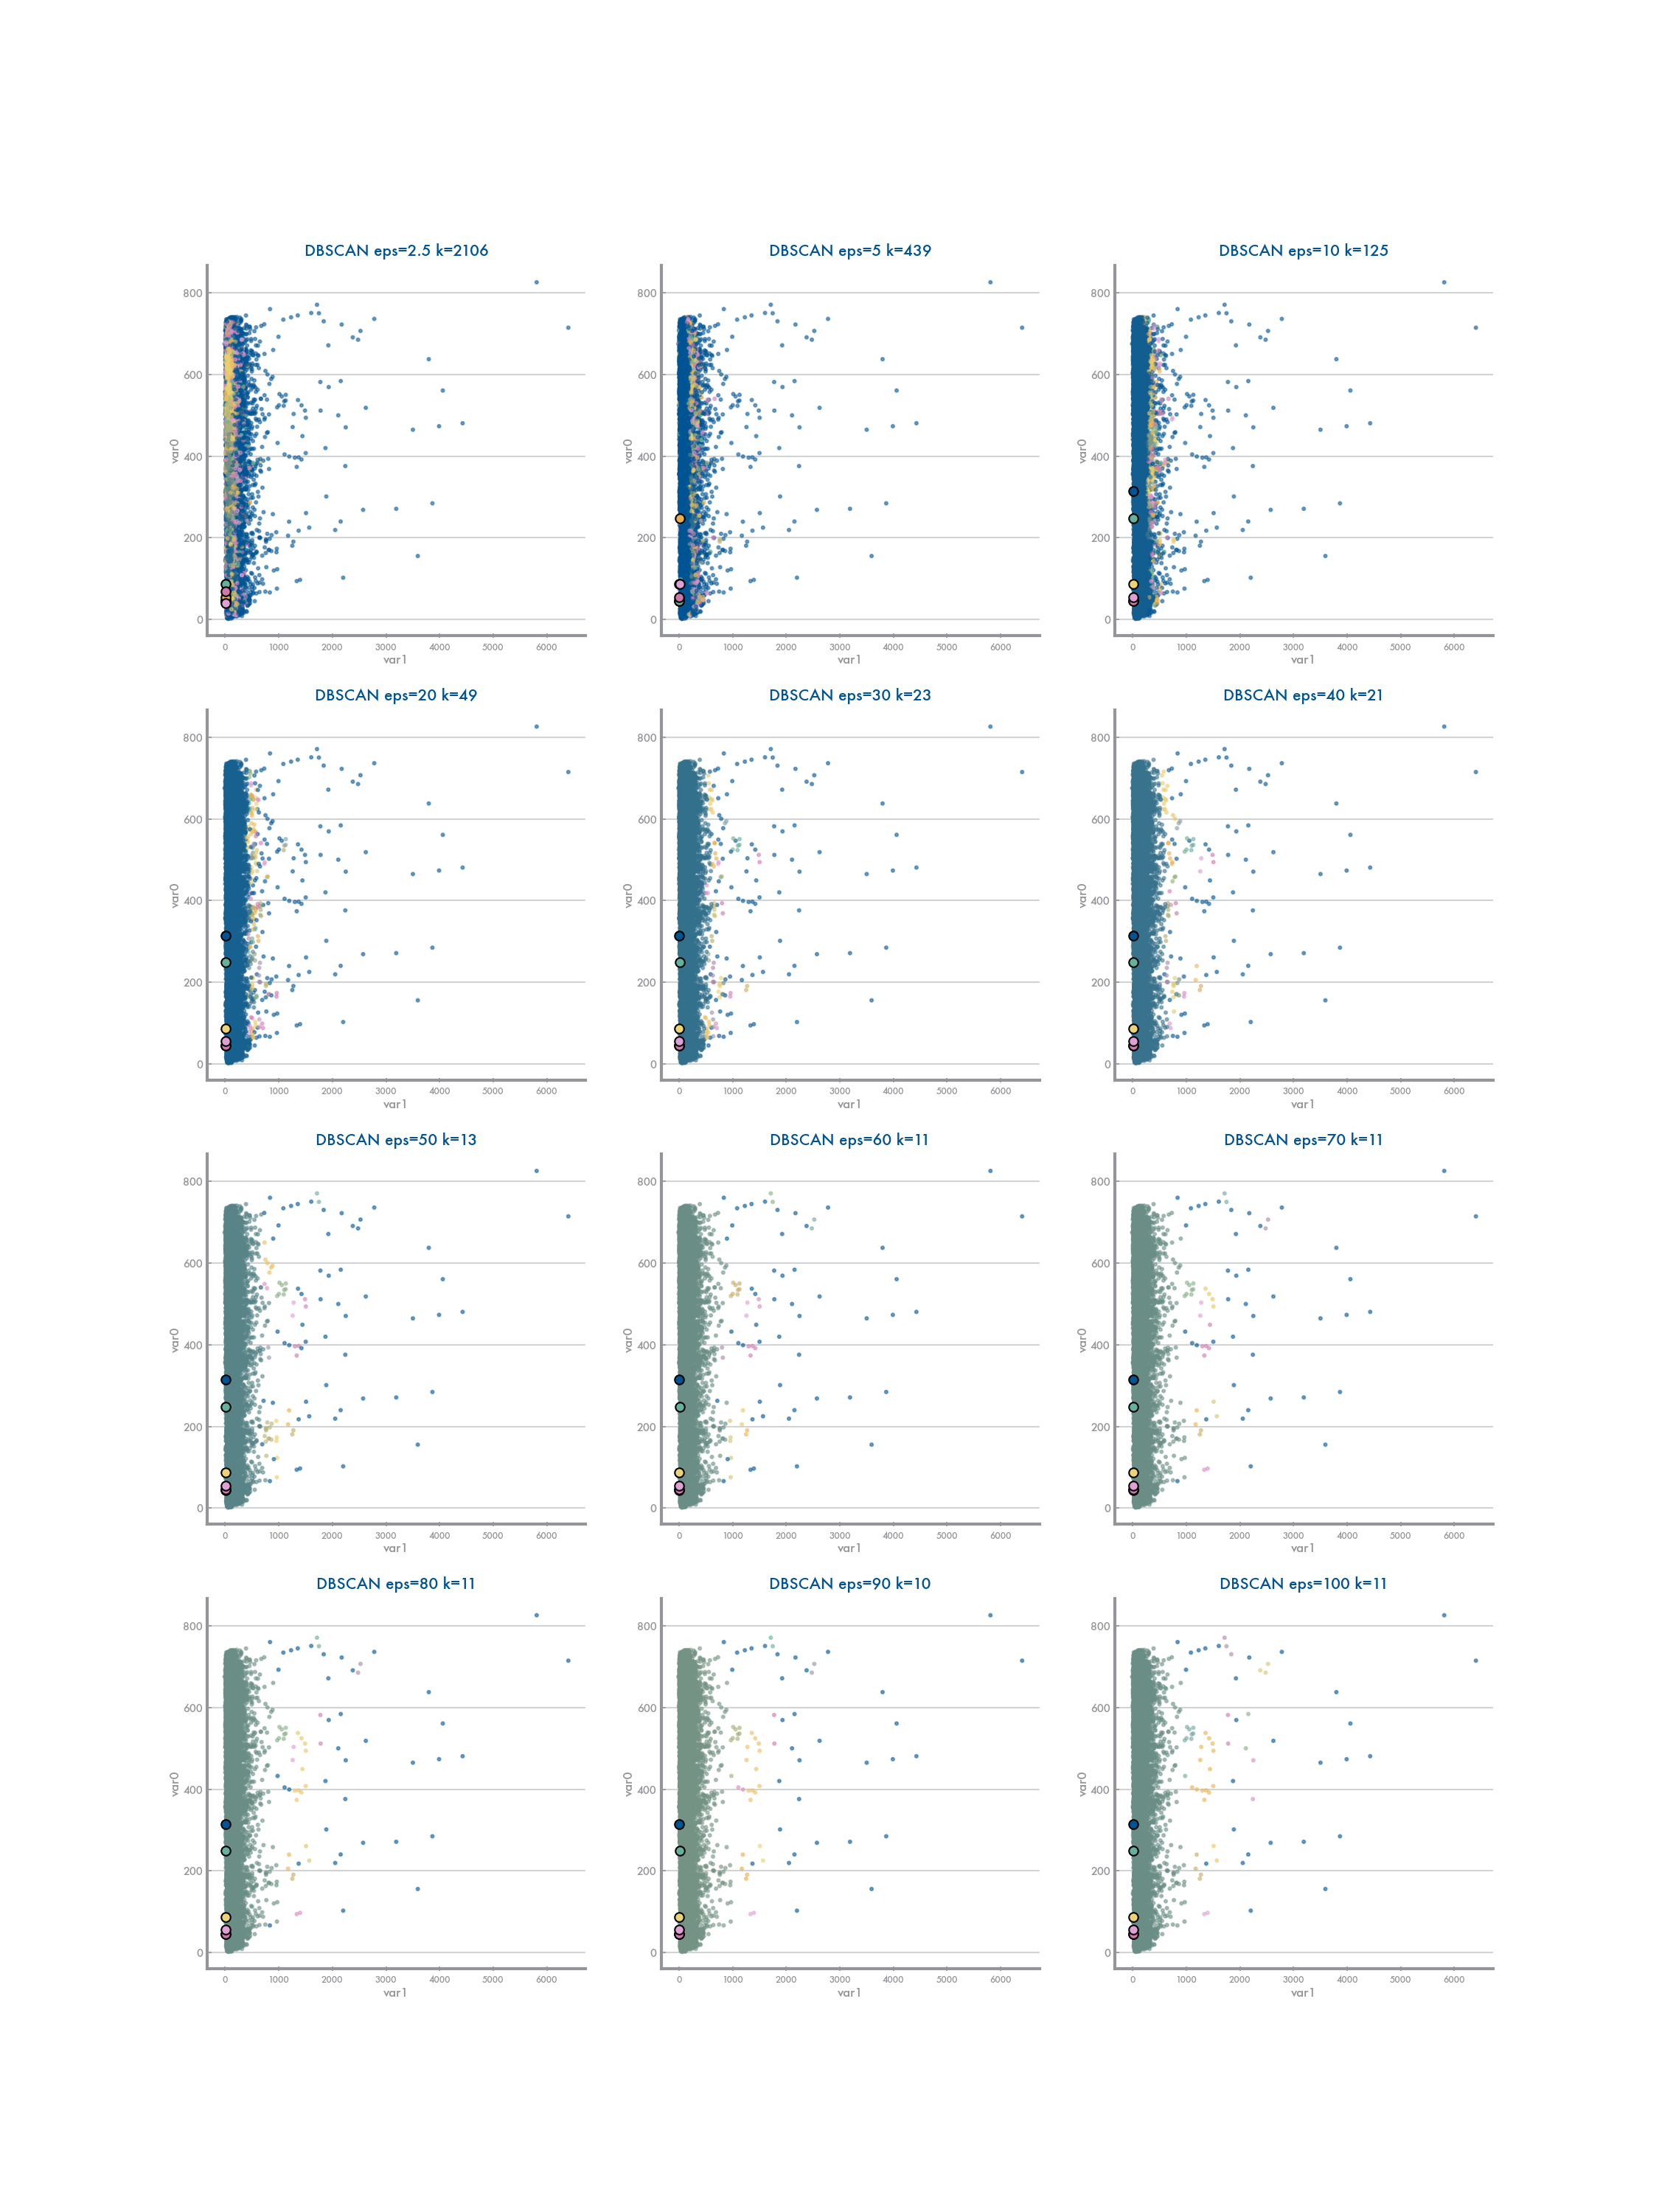 DBSCAN eps=2.5 k=2106
DBSCAN eps=5 k=439
DBSCAN eps=10 k=125
800
600
400
200
0
var0
0 1000 2000 3000 4000 5000 6000
var1
800
600
400
200
0
var0
0 1000 2000 3000 4000 5000 6000
var1
800
600
400
200
0
var0
0 1000 2000 3000 4000 5000 6000
var1
DBSCAN eps=20 k=49
DBSCAN eps=30 k=23
DBSCAN eps=40 k=21
800
600
400
200
0
var0
0 1000 2000 3000 4000 5000 6000
var1
800
600
400
200
0
var0
0 1000 2000 3000 4000 5000 6000
var1
800
600
400
200
0
var0
0 1000 2000 3000 4000 5000 6000
var1
DBSCAN eps=50 k=13
DBSCAN eps=60 k=11
DBSCAN eps=70 k=11
800
600
400
200
0
var0
0 1000 2000 3000 4000 5000 6000
var1
800
600
400
200
0
var0
0 1000 2000 3000 4000 5000 6000
var1
800
600
400
200
0
var0
0 1000 2000 3000 4000 5000 6000
var1
DBSCAN eps=80 k=11
DBSCAN eps=90 k=10
DBSCAN eps=100 k=11
800
600
400
200
0
var0
0 1000 2000 3000 4000 5000 6000
var1
800
600
400
200
0
var0
0 1000 2000 3000 4000 5000 6000
var1
800
600
400
200
0
var0
0 1000 2000 3000 4000 5000 6000
var1